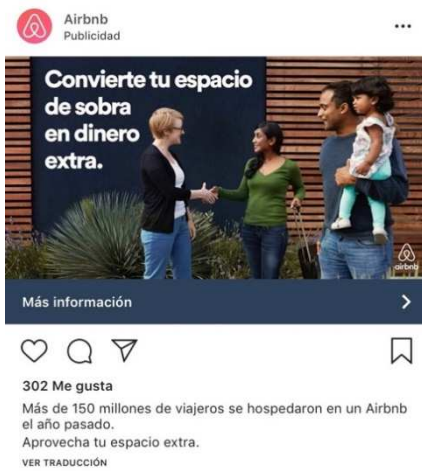 Airbnb
Publicidad
Convierte tu espacio
de sobra
en dinero
extra.
airbnb
Más información
302 Me gusta
Más de 150 millones de viajeros se hospedaron en un Airbnb
el año pasado.
Aprovecha tu espacio extra.
VER TRADUCCIÓN